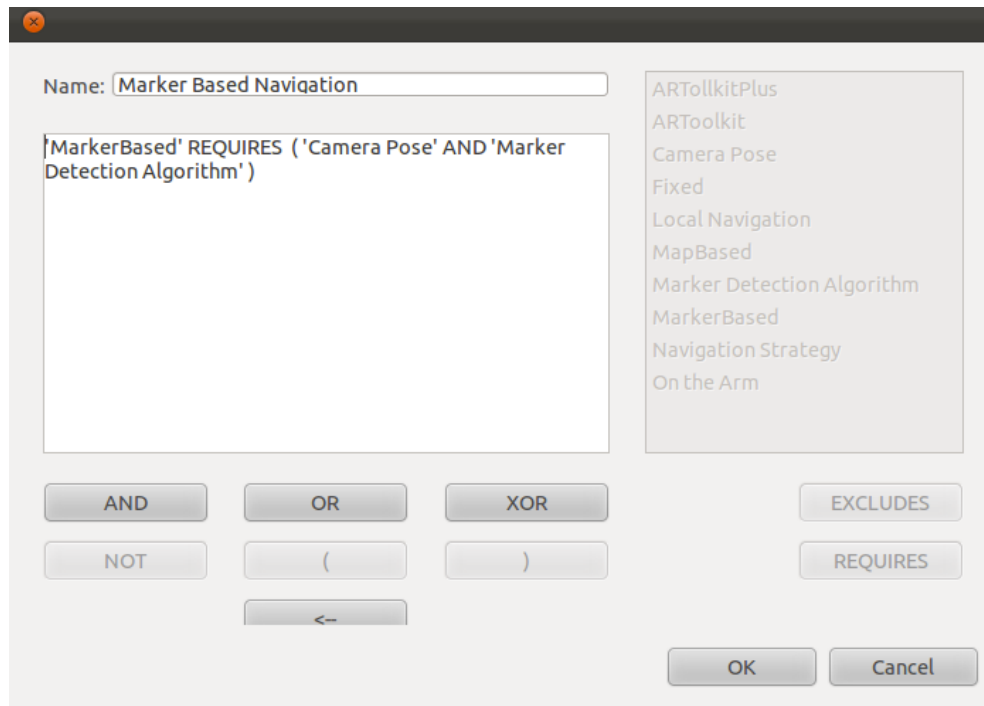 Name: Marker Based Navigation
'MarkerBased' REQUIRES ( 'Camera Pose' AND 'Marker
Detection Algorithm' )
ARTollkitPlus
ARToolkit
Camera Pose
Fixed
Local Navigation
MapBased
Marker Detection Algorithm
MarkerBased
Navigation Strategy
On the Arm
AND OR XOR EXCLUDES
NOT ( ) REQUIRES
<--
OK Cancel